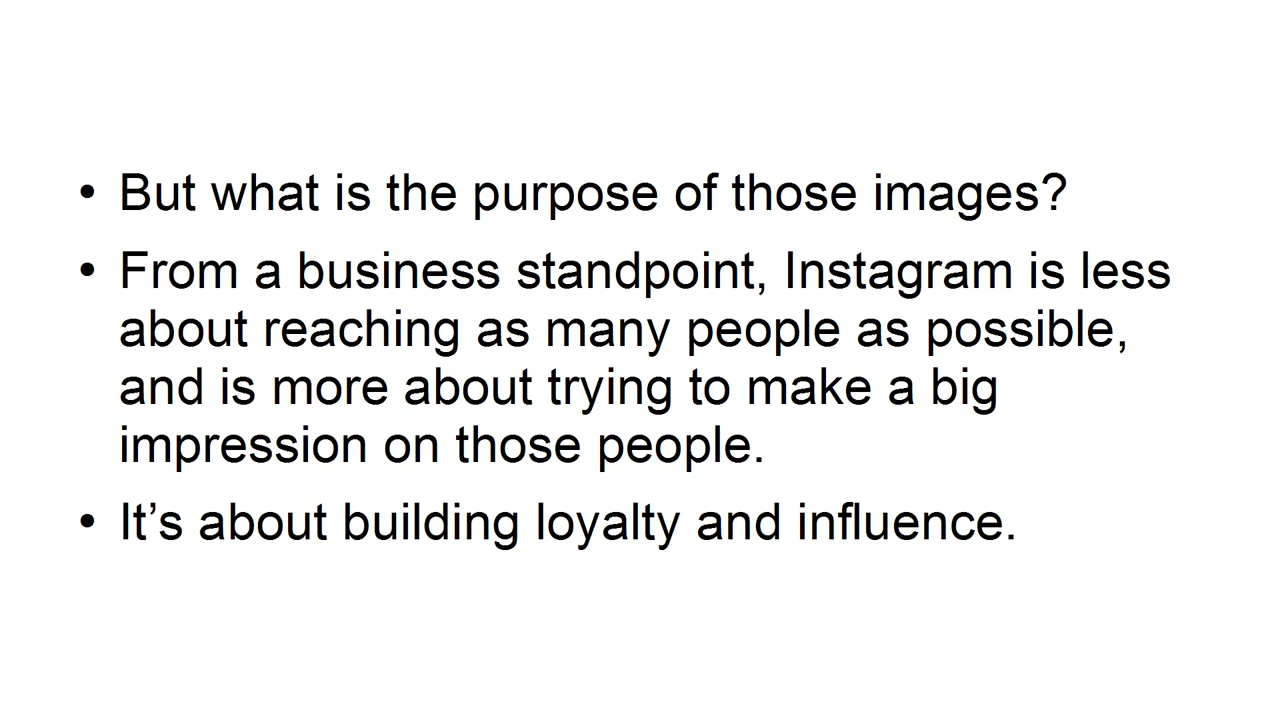 • But what is the purpose of those images?
• From a business standpoint, Instagram is less
about reaching as many people as possible,
and is more about trying to make a big
impression on those people.
• It’s about building loyalty and influence.